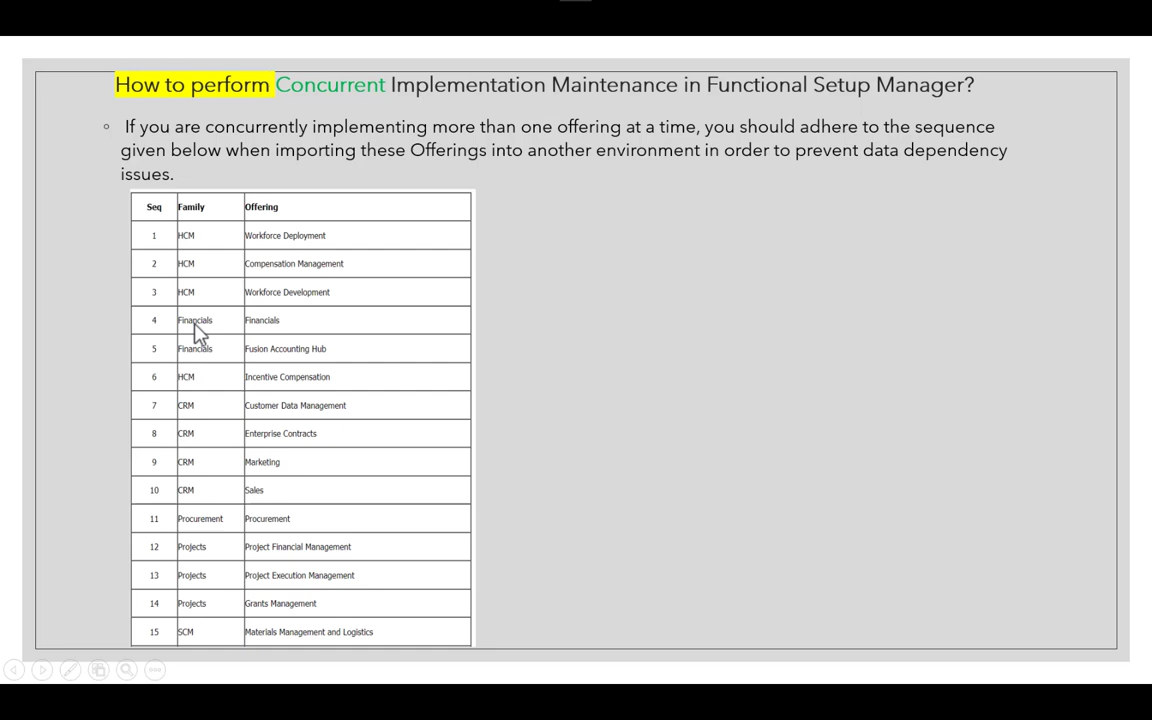 How to perform Concurrent Implementation Maintenance in Functional Setup Manager?
If you are concurrently implementing more than one offering at a time, you should adhere to the sequence
given below when importing these Offerings into another environment in order to prevent data dependency
issues.
Seq Family Offering
1 HCM Workforce Deployment
2 HCM Compensation Management
3 HCM Workforce Development
4 Financials Financials
5 Financials Fusion Accounting Hub
6 HCM Incentive Compensation
7 CRM Customer Data Management
8 CRM Enterprise Contracts
9 CRM Marketing
10 CRM Sales
11 Procurement Procurement
12 Projects Project Financial Management
13 Projects Project Execution Management
14 Projects Grants Management
15 SCM Materials Management and Logistics